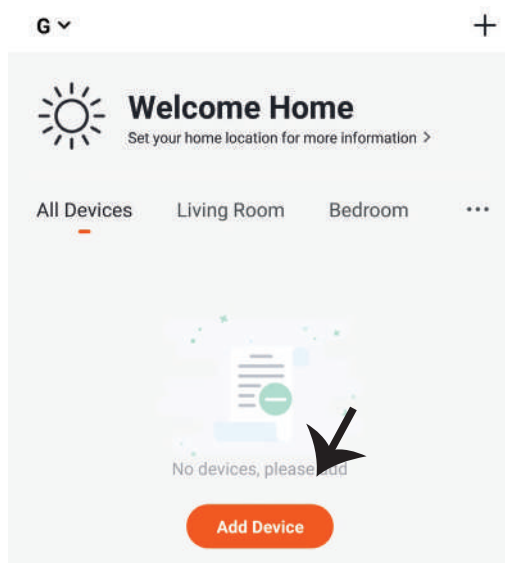 G
Welcome Home
Set your home location for more information >
All Devices Living Room Bedroom ...
No devices, please add
Add Device